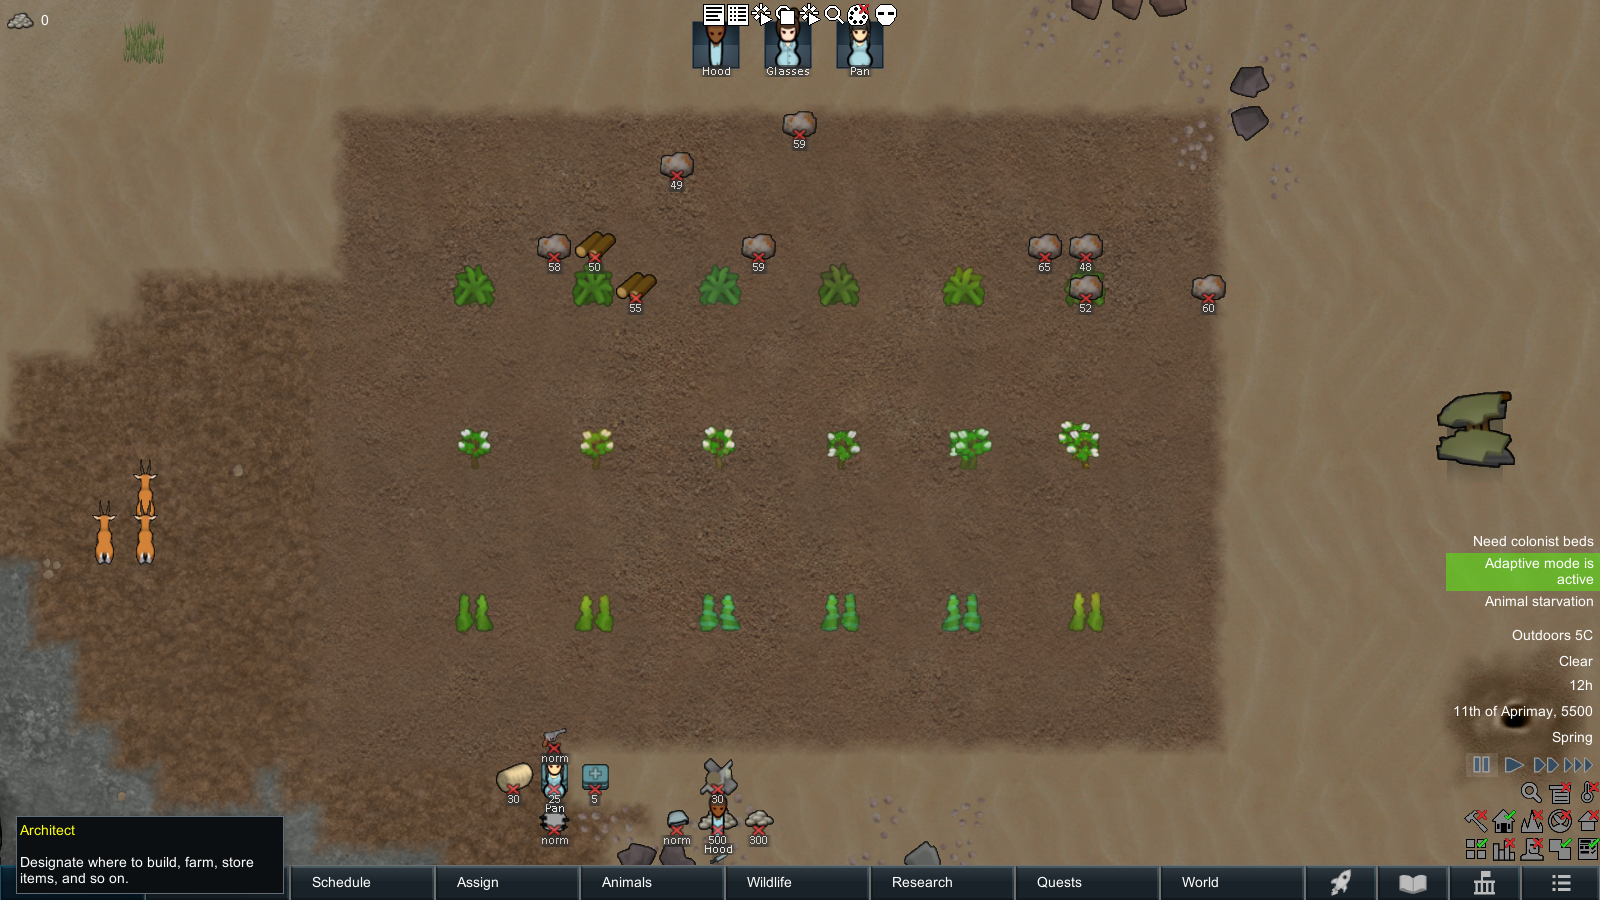 0
Hood
Glasses
Pan
59
49
58
50
59
65
48
55
52
60
Need colonist beds
Adaptive mode is
active
Animal starvation
Outdoors 5C
Clear
12h
11th of Aprimay, 5500
Spring
norm
30
25
5
30
Pan
norm
norm
500
300
Hood
Architect
Designate where to build, farm, store
items, and so on.
Schedule
Assign
Animals
Wildlife
Research
Quests
World